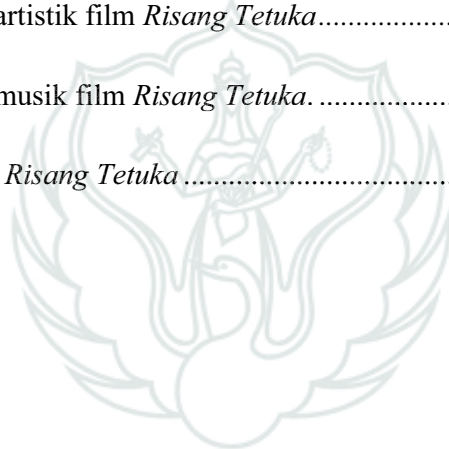 artistik film Risang Tetuka....................
musik film Risang Tetuka. ....................
Risang Tetuka ........................................